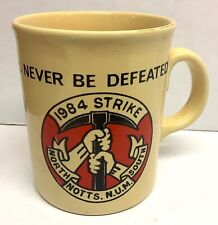 NEVER BE DEFEATED
1984 STRIKE
NORTH NOTTS. N.U.M. SOUTH